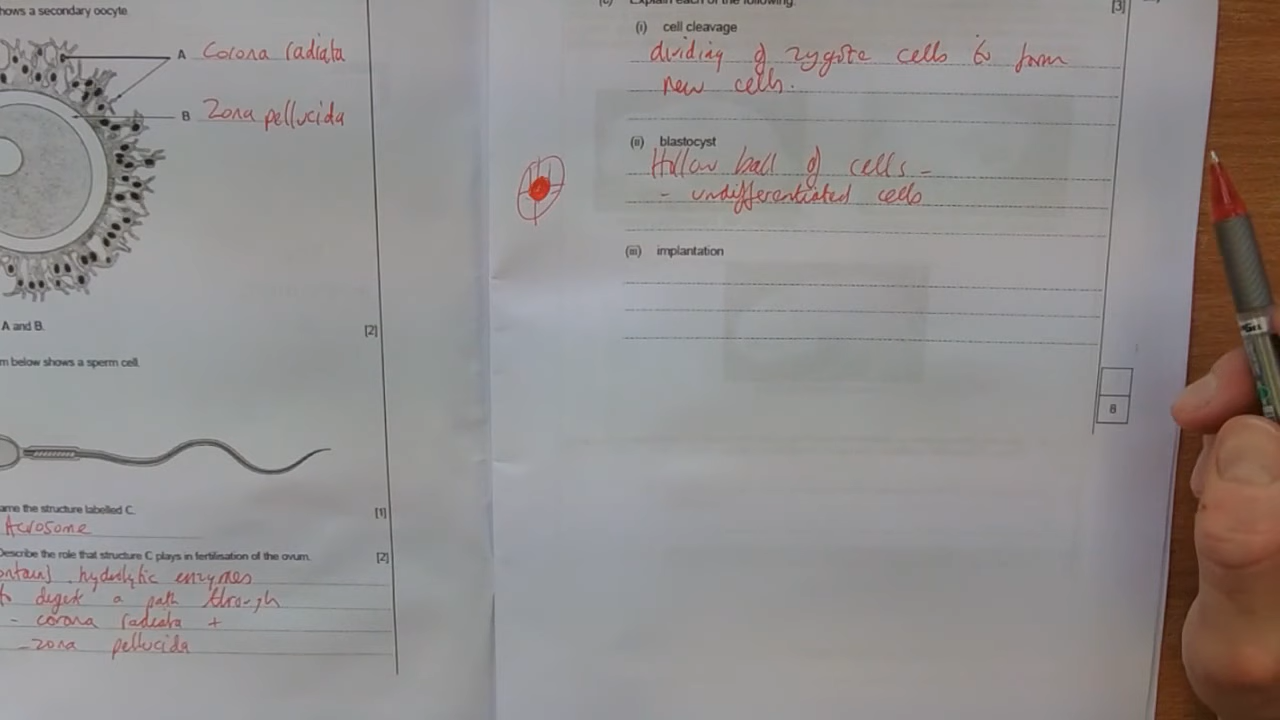 hows a secondary oocyte.
A Corona radiata
B Zona pellucida
A and B.
[2]
m below shows a sperm cell.
ame the structure labelled C.
[1]
Acrosome
Describe the role that structure C plays in fertilisation of the ovum.
[2]
hydrolytic enzymes
to digest a path through
- corona radiata +
- zona pellucida
(c) Explain each of the following.
[3]
(i) cell cleavage
dividing of zygote cells to form
new cells.
(ii) blastocyst
Hollow ball of cells -
- undifferentiated cells
(iii) implantation
8